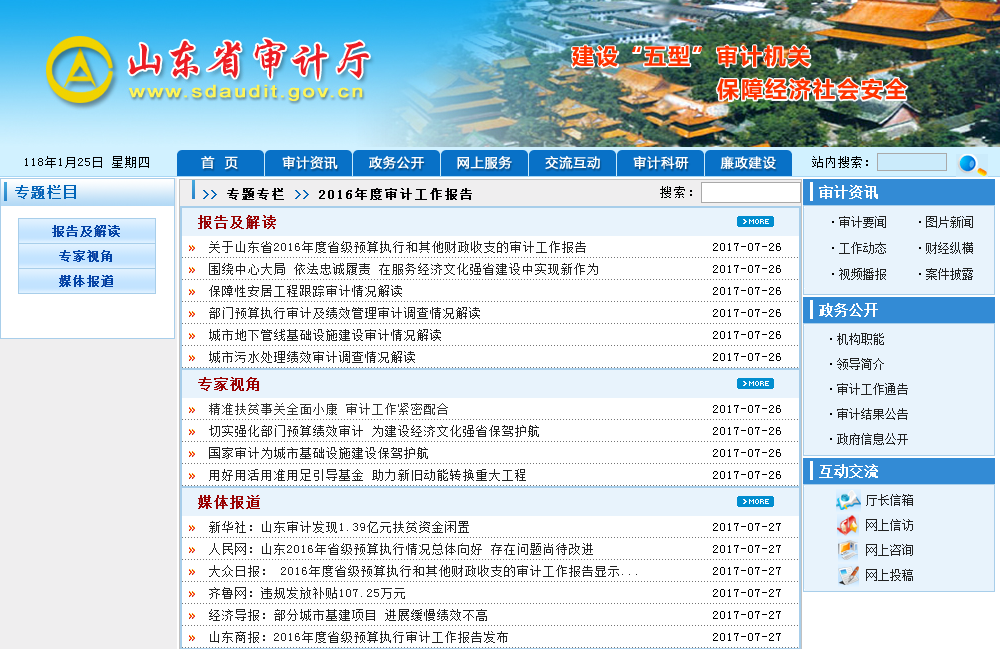 山东省审计厅
www.sdaudit.gov.cn
建设“五型”审计机关
保障经济社会安全
118年1月25日 星期四
首 页 审计资讯 政务公开 网上服务 交流互动 审计科研 廉政建设
站内搜索：
专题栏目
报告及解读
专家视角
媒体报道
>> 专题专栏 >> 2016年度审计工作报告
搜索：
报告及解读 >MORE
» 关于山东省2016年度省级预算执行和其他财政收支的审计工作报告 2017-07-26
» 围绕中心大局 依法忠诚履责 在服务经济文化强省建设中实现新作为 2017-07-26
» 保障性安居工程跟踪审计情况解读 2017-07-26
» 部门预算执行审计及绩效管理审计调查情况解读 2017-07-26
» 城市地下管线基础设施建设审计情况解读 2017-07-26
» 城市污水处理绩效审计调查情况解读 2017-07-26
专家视角 >MORE
» 精准扶贫事关全面小康 审计工作紧密配合 2017-07-26
» 切实强化部门预算绩效审计 为建设经济文化强省保驾护航 2017-07-26
» 国家审计为城市基础设施建设保驾护航 2017-07-26
» 用好用活用准用足引导基金 助力新旧动能转换重大工程 2017-07-26
媒体报道 >MORE
» 新华社：山东审计发现1.39亿元扶贫资金闲置 2017-07-27
» 人民网：山东2016年省级预算执行情况总体向好 存在问题尚待改进 2017-07-27
» 大众日报： 2016年度省级预算执行和其他财政收支的审计工作报告显示... 2017-07-27
» 齐鲁网：违规发放补贴107.25万元 2017-07-27
» 经济导报：部分城市基建项目 进展缓慢绩效不高 2017-07-27
» 山东商报：2016年度省级预算执行审计工作报告发布 2017-07-27
审计资讯
·审计要闻 ·图片新闻
·工作动态 ·财经纵横
·视频播报 ·案件披露
政务公开
·机构职能
·领导简介
·审计工作通告
·审计结果公告
·政府信息公开
互动交流
厅长信箱
网上信访
网上咨询
网上投稿